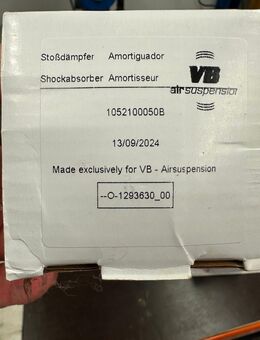 Stoßdämpfer Amortiguador
Shockabsorber Amortisseur
VB
airsuspension
1052100050B
13/09/2024
Made exclusively for VB - Airsuspension
--O-1293630_00